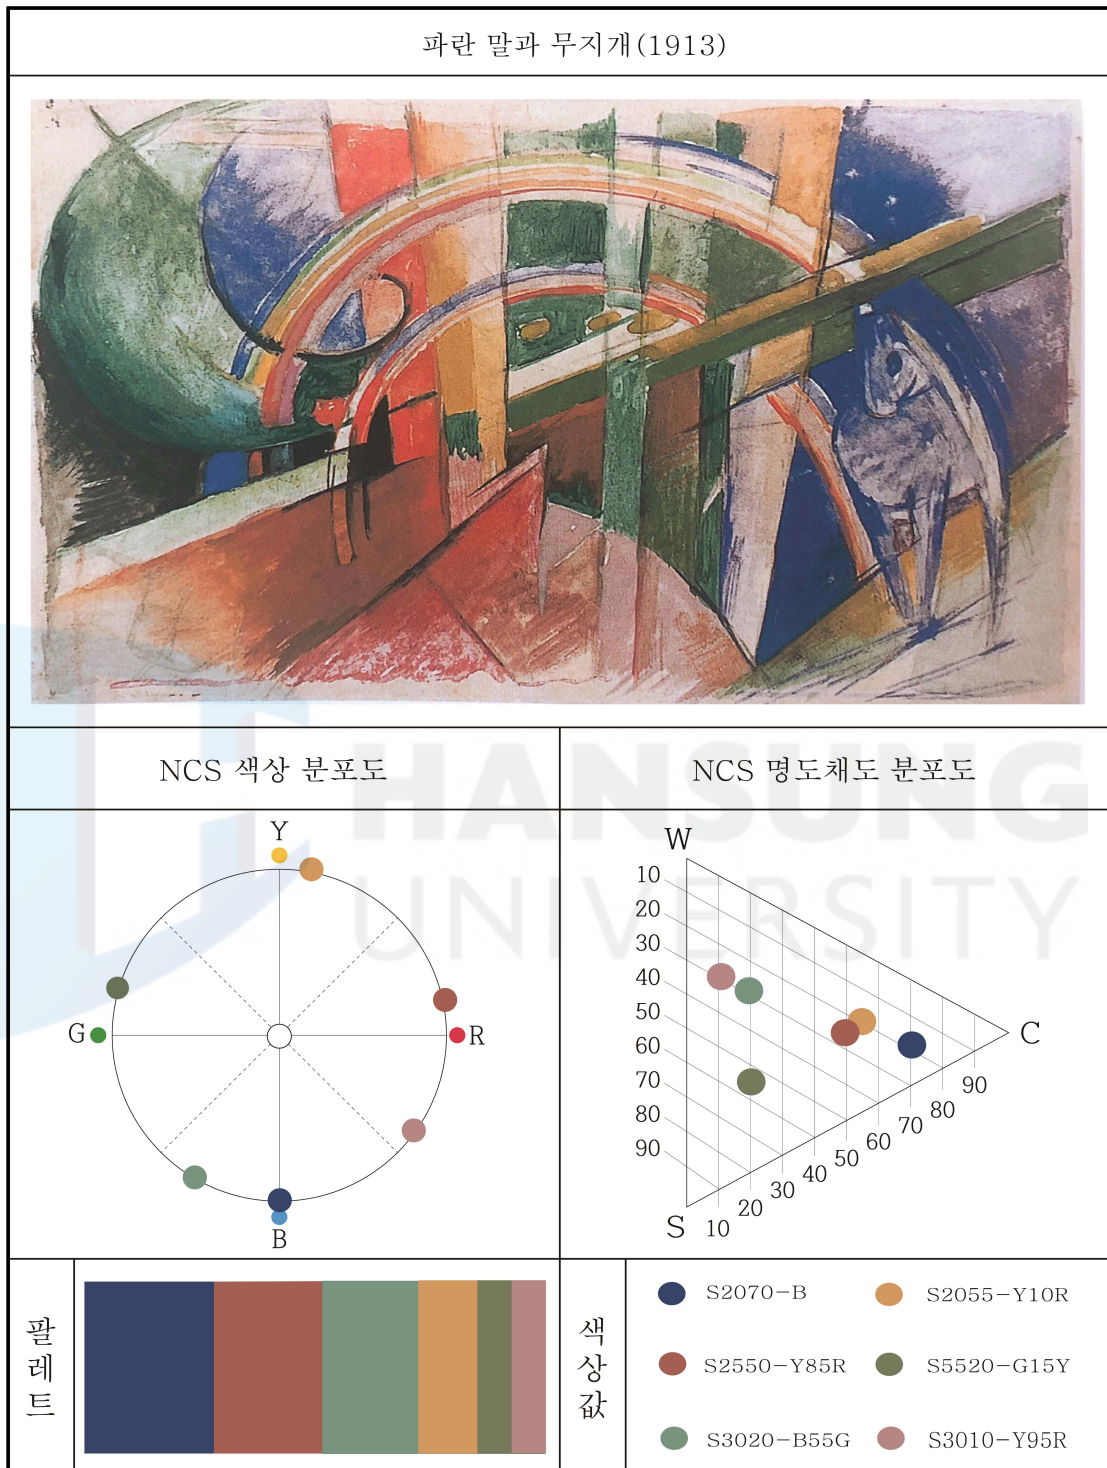 파란 말과 무지개(1913)
NCS 색상 분포도
NCS 명도채도 분포도
HANSUNG
UNIVERSITY
Y
G
R
B
W
10
20
30
40
50
60
70
80
90
S
10
20
30
40
50
60
70
80
90
C
팔레트
색상값
S2070-B
S2055-Y10R
S2550-Y85R
S5520-G15Y
S3020-B55G
S3010-Y95R